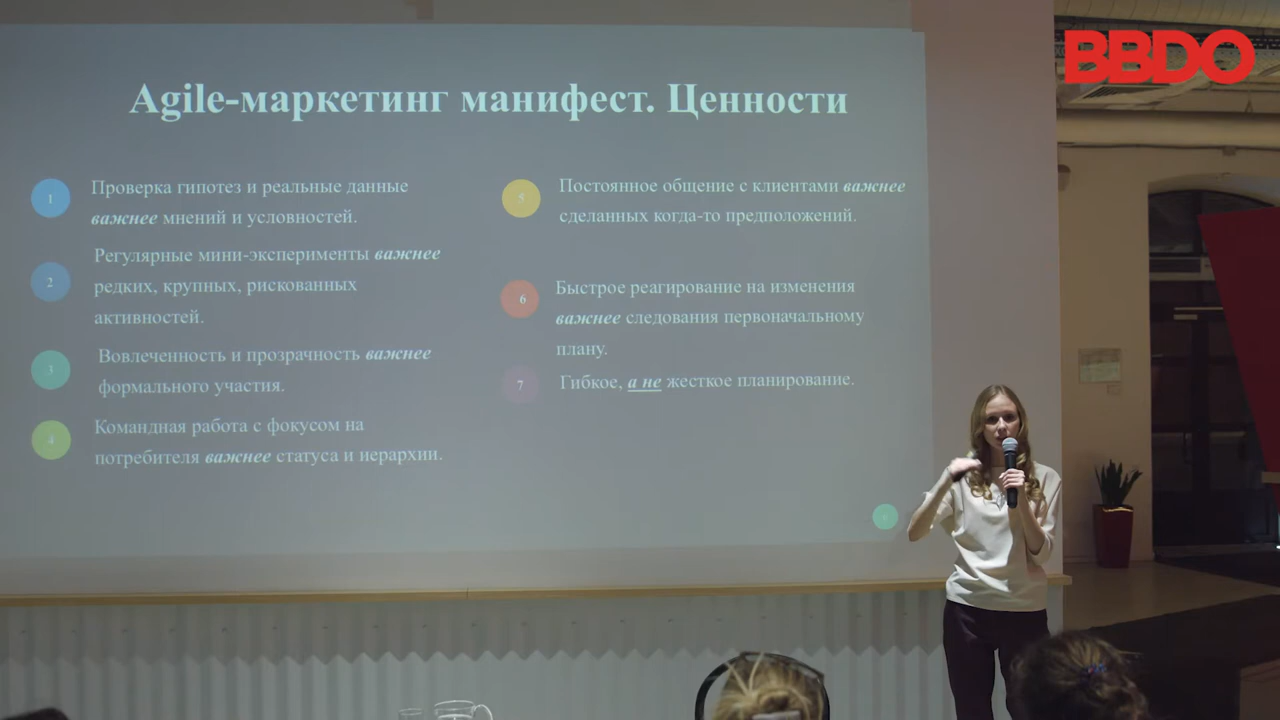 BBDO
Agile-маркетинг манифест. Ценности
1
Проверка гипотез и реальные данные
важнее мнений и условностей.
2
Регулярные мини-эксперименты важнее
редких, крупных, рискованных
активностей.
3
Вовлеченность и прозрачность важнее
формального участия.
4
Командная работа с фокусом на
потребителя важнее статуса и иерархии.
5
Постоянное общение с клиентами важнее
сделанных когда-то предположений.
6
Быстрое реагирование на изменения
важнее следования первоначальному
плану.
7
Гибкое, а не жесткое планирование.